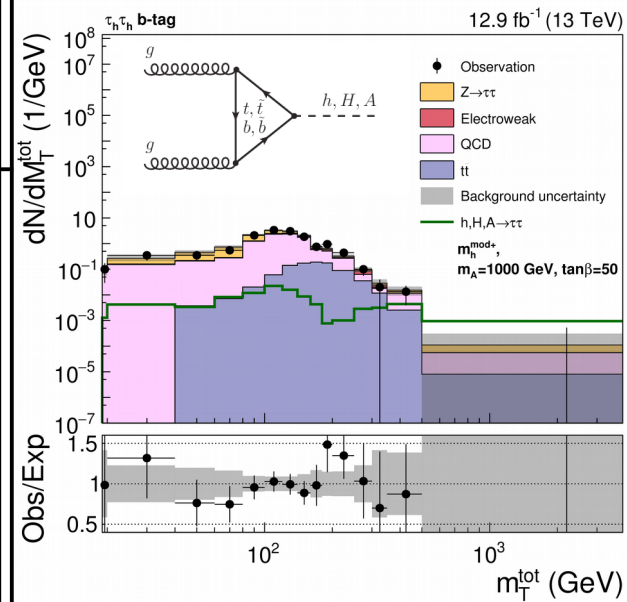 τhτh b-tag
12.9 fb⁻¹ (13 TeV)
dN/dM_T^tot (1/GeV)
10⁸
10⁷
10⁵
10³
10
10⁻¹
10⁻³
10⁻⁵
10⁻⁷
g
g
t, t̃
b, b̃
h, H, A
Observation
Z→ττ
Electroweak
QCD
tt
Background uncertainty
h,H,A→ττ
m_h^mod+,
m_A=1000 GeV, tanβ=50
Obs/Exp
1.5
1
0.5
10²
10³
m_T^tot (GeV)